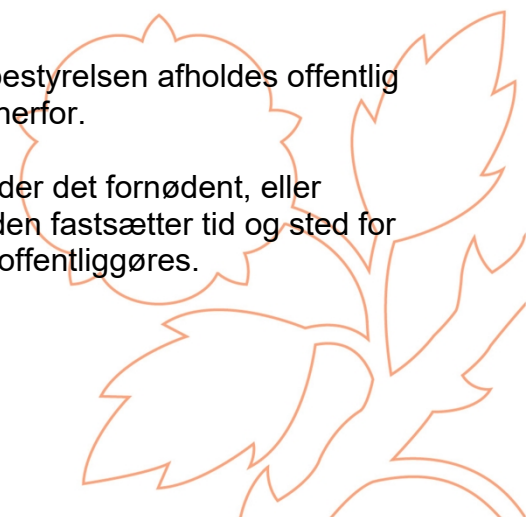 bestyrelsen afholdes offentlig
herfor.
der det fornødent, eller
den fastsætter tid og sted for
offentliggøres.